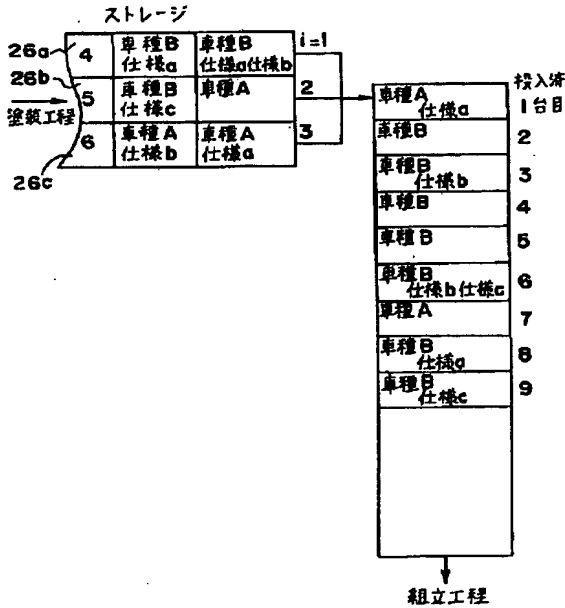 ストレージ
26a
4
車種B
仕様a
車種B
仕様a仕様b
i=1
26b
5
車種B
仕様c
車種A
2
塗装工程
6
車種A
仕様b
車種A
仕様a
3
26c
投入済
車種A
仕様a
1台目
車種B
2
車種B
仕様b
3
車種B
4
車種B
5
車種B
仕様b仕様c
6
車種A
7
車種B
仕様a
8
車種B
仕様c
9
組立工程